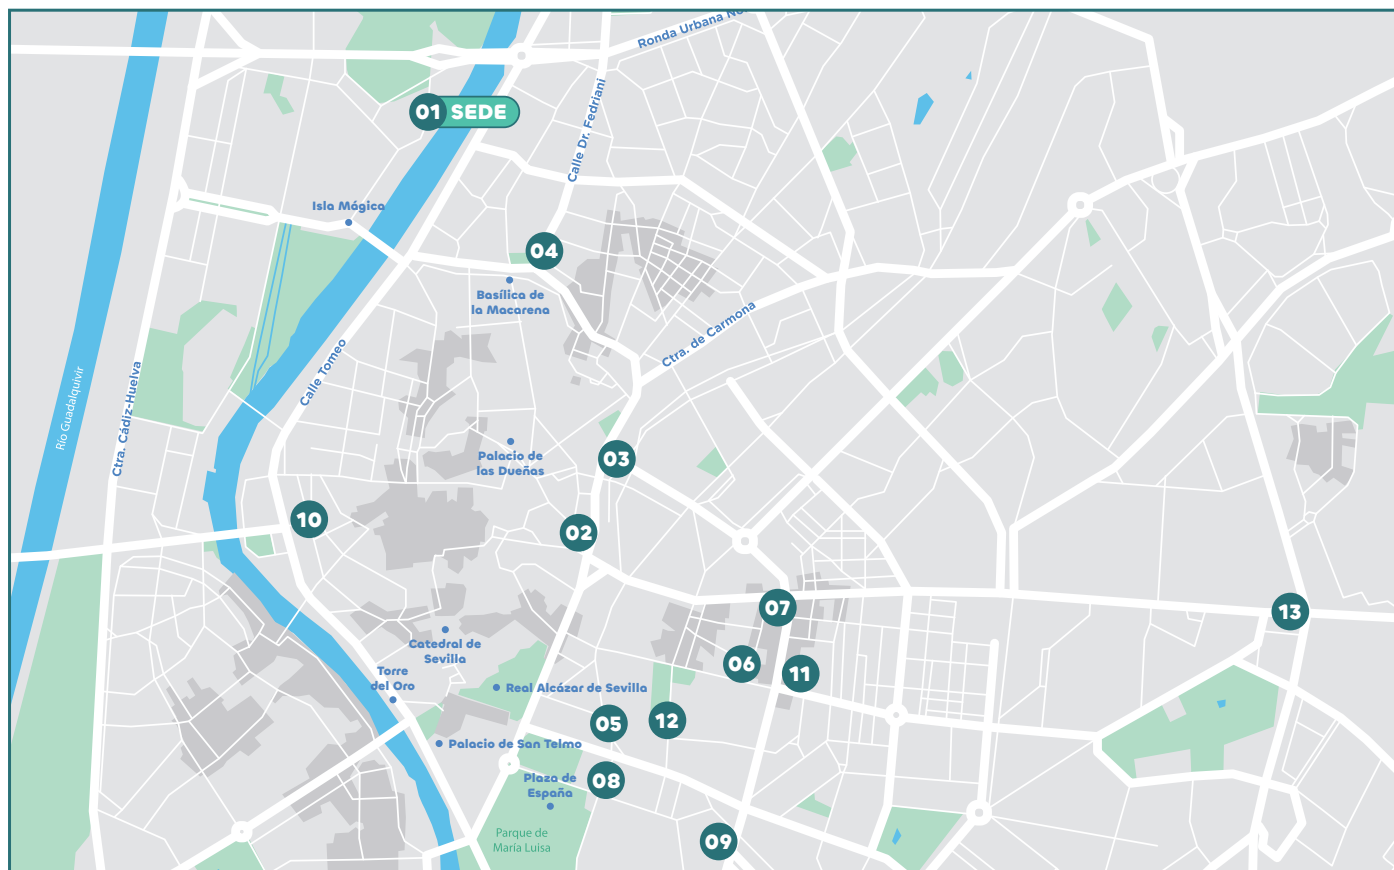 Ronda Urbana No
01 SEDE
Calle Dr. Fedriani
Isla Mágica
04
Basílica de
la Macarena
Ctra. de Carmona
Calle Torneo
Río Guadalquivir
Ctra. Cádiz-Huelva
Palacio de
las Dueñas
03
10
02
07
13
Catedral de
Sevilla
06
11
Torre
del Oro
Real Alcázar de Sevilla
05
12
Palacio de San Telmo
Plaza de
España
08
Parque de
María Luisa
09